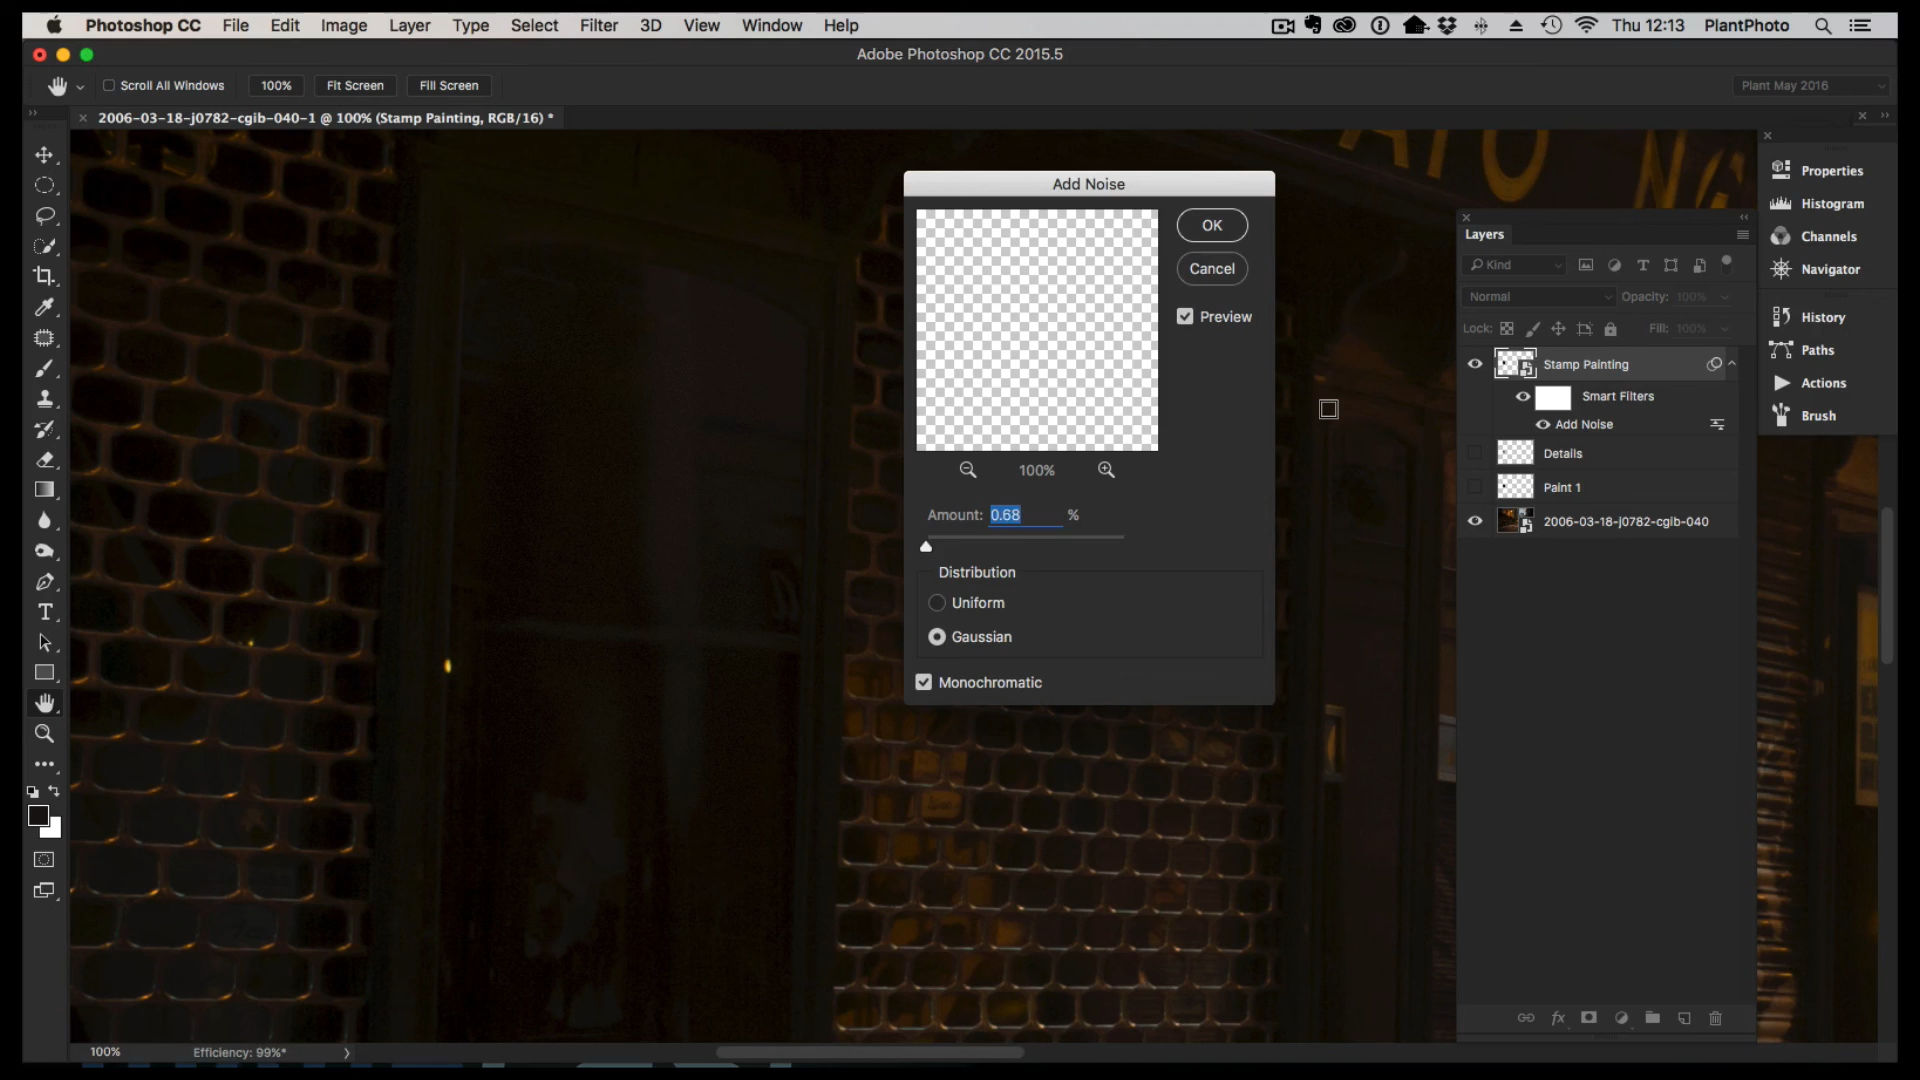 Photoshop CC File Edit Image Layer Type Select Filter 3D View Window Help Thu 12:13 PlantPhoto
Adobe Photoshop CC 2015.5
Scroll All Windows 100% Fit Screen Fill Screen Plant May 2016
2006-03-18-j0782-cgib-040-1 @ 100% (Stamp Painting, RGB/16) *
Add Noise
OK
Cancel
Preview
100%
Amount: 0.68 %
Distribution
Uniform
Gaussian
Monochromatic
Layers
Kind
Normal Opacity: 100%
Lock: Fill: 100%
Stamp Painting
Smart Filters
Add Noise
Details
Paint 1
2006-03-18-j0782-cgib-040
Properties
Histogram
Channels
Navigator
History
Paths
Actions
Brush
100% Efficiency: 99%*